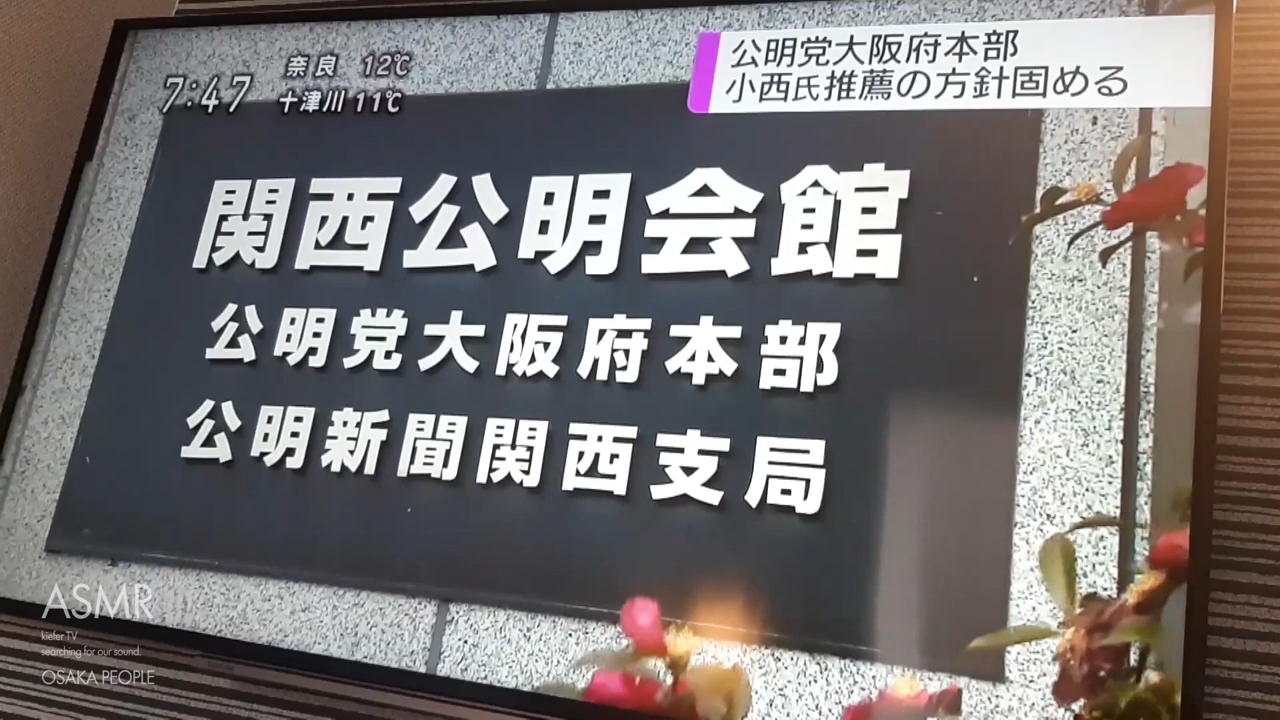 7:47
奈良 12℃
十津川 11℃
公明党大阪府本部
小西氏推薦の方針固める
関西公明会館
公明党大阪府本部
公明新聞関西支局
ASMR
kiefer TV
searching for our sound.
OSAKA PEOPLE